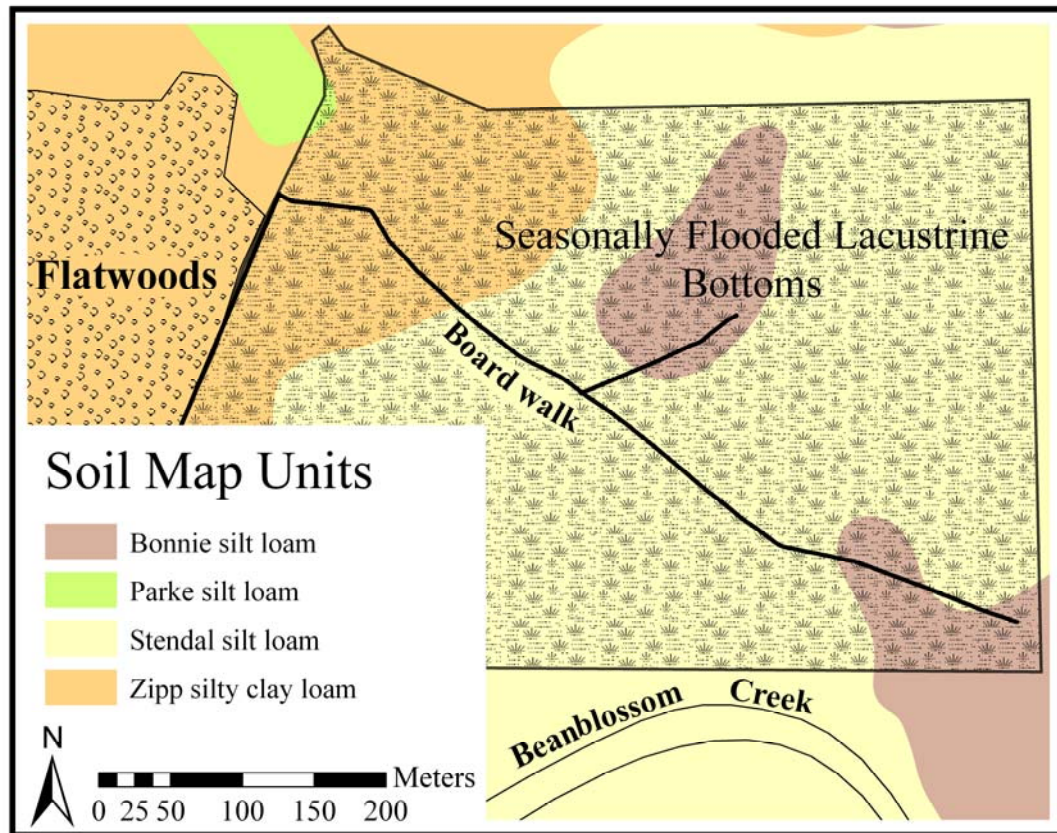 Seasonally Flooded Lacustrine
Bottoms
Flatwoods
Board walk
Soil Map Units
Bonnie silt loam
Parke silt loam
Stendal silt loam
Zipp silty clay loam
Beanblossom Creek
N
Meters
0 25 50 100 150 200